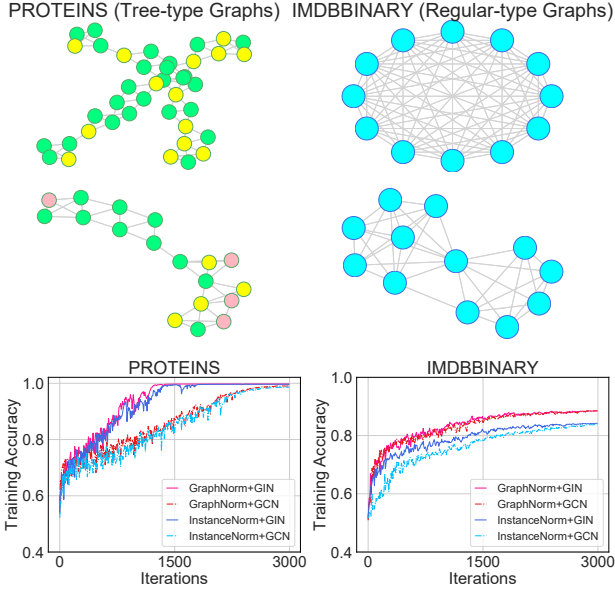 PROTEINS (Tree-type Graphs)
IMDBBINARY (Regular-type Graphs)
PROTEINS
1.0
0.8
0.6
0.4
Training Accuracy
GraphNorm+GIN
GraphNorm+GCN
InstanceNorm+GIN
InstanceNorm+GCN
0
1500
3000
Iterations
IMDBBINARY
1.0
0.8
0.6
0.4
Training Accuracy
GraphNorm+GIN
GraphNorm+GCN
InstanceNorm+GIN
InstanceNorm+GCN
0
1500
3000
Iterations